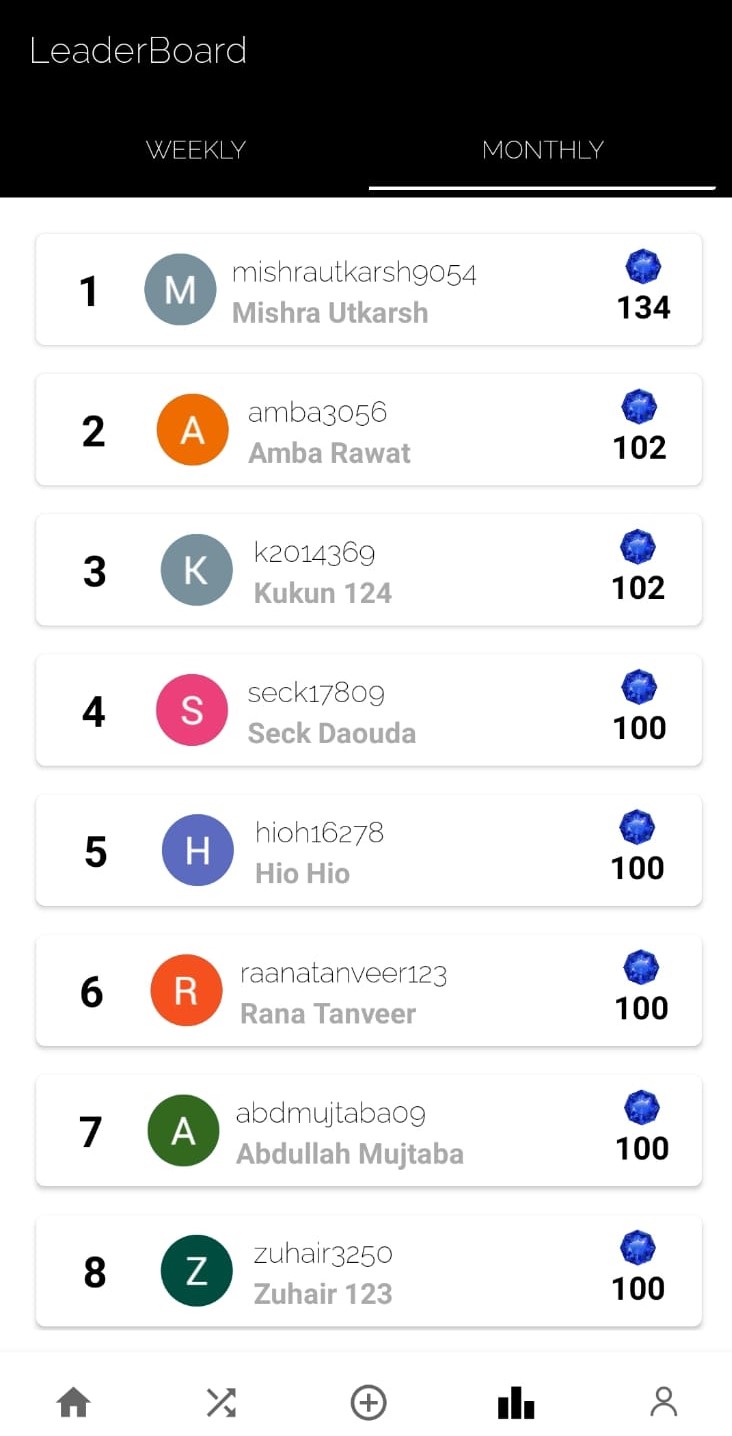 LeaderBoard
WEEKLY MONTHLY
1 M mishrautkarsh9054
Mishra Utkarsh 134
2 A amba3056
Amba Rawat 102
3 K k2014369
Kukun 124 102
4 S seck17809
Seck Daouda 100
5 H hioh16278
Hio Hio 100
6 R raanatanveer123
Rana Tanveer 100
7 A abdmujtaba09
Abdullah Mujtaba 100
8 Z zuhair3250
Zuhair 123 100